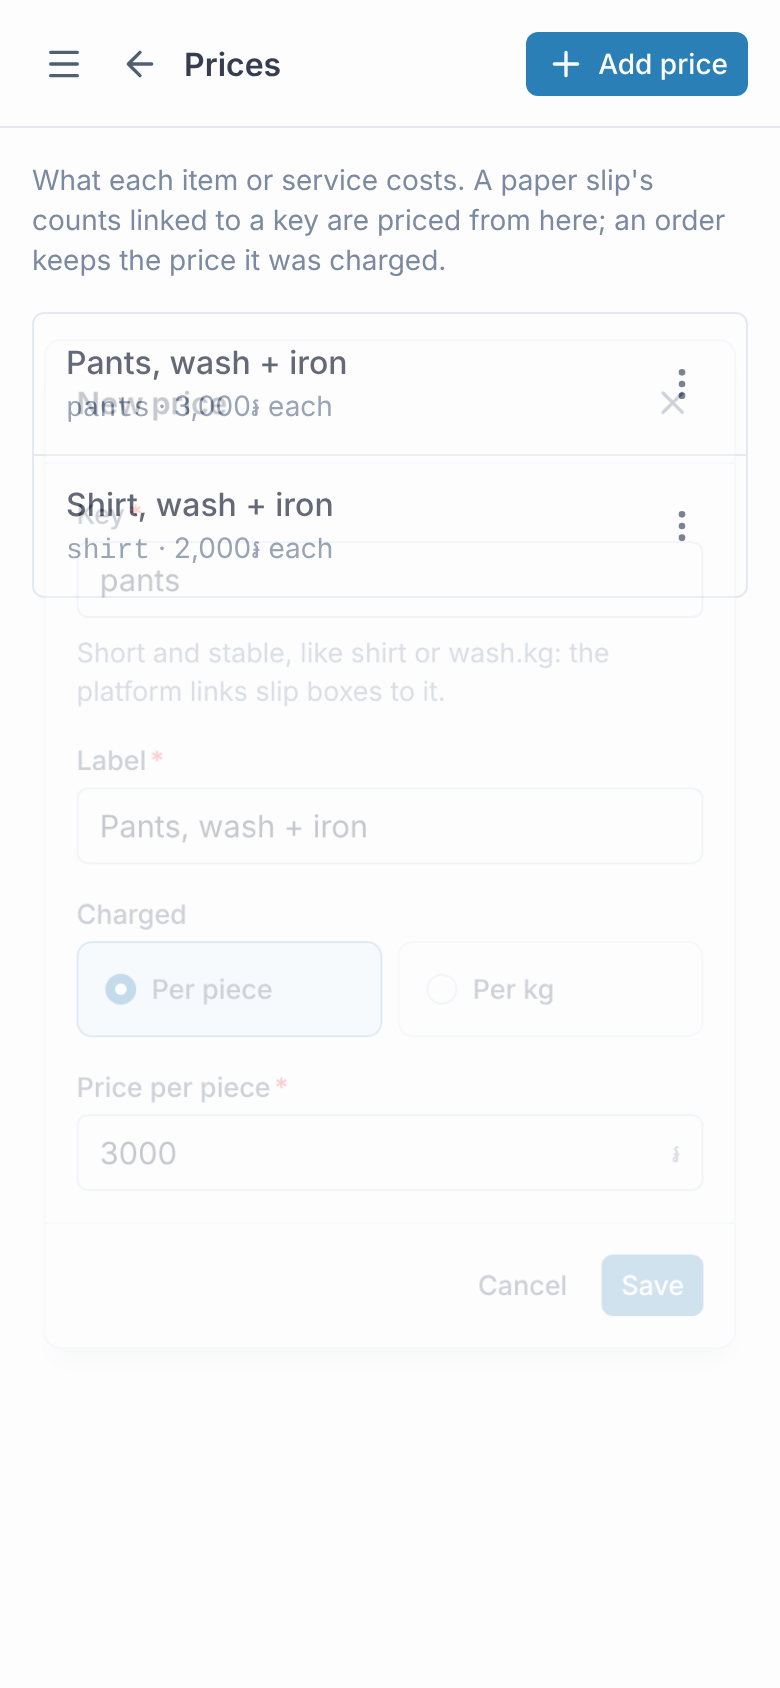 Prices
Add price
What each item or service costs. A paper slip's
counts linked to a key are priced from here; an order
keeps the price it was charged.
Pants, wash + iron
pants · 3,000៛ each
New price
Shirt, wash + iron
shirt · 2,000៛ each
Key *
pants
Short and stable, like shirt or wash.kg: the
platform links slip boxes to it.
Label *
Pants, wash + iron
Charged
Per piece
Per kg
Price per piece *
3000 ៛
Cancel
Save